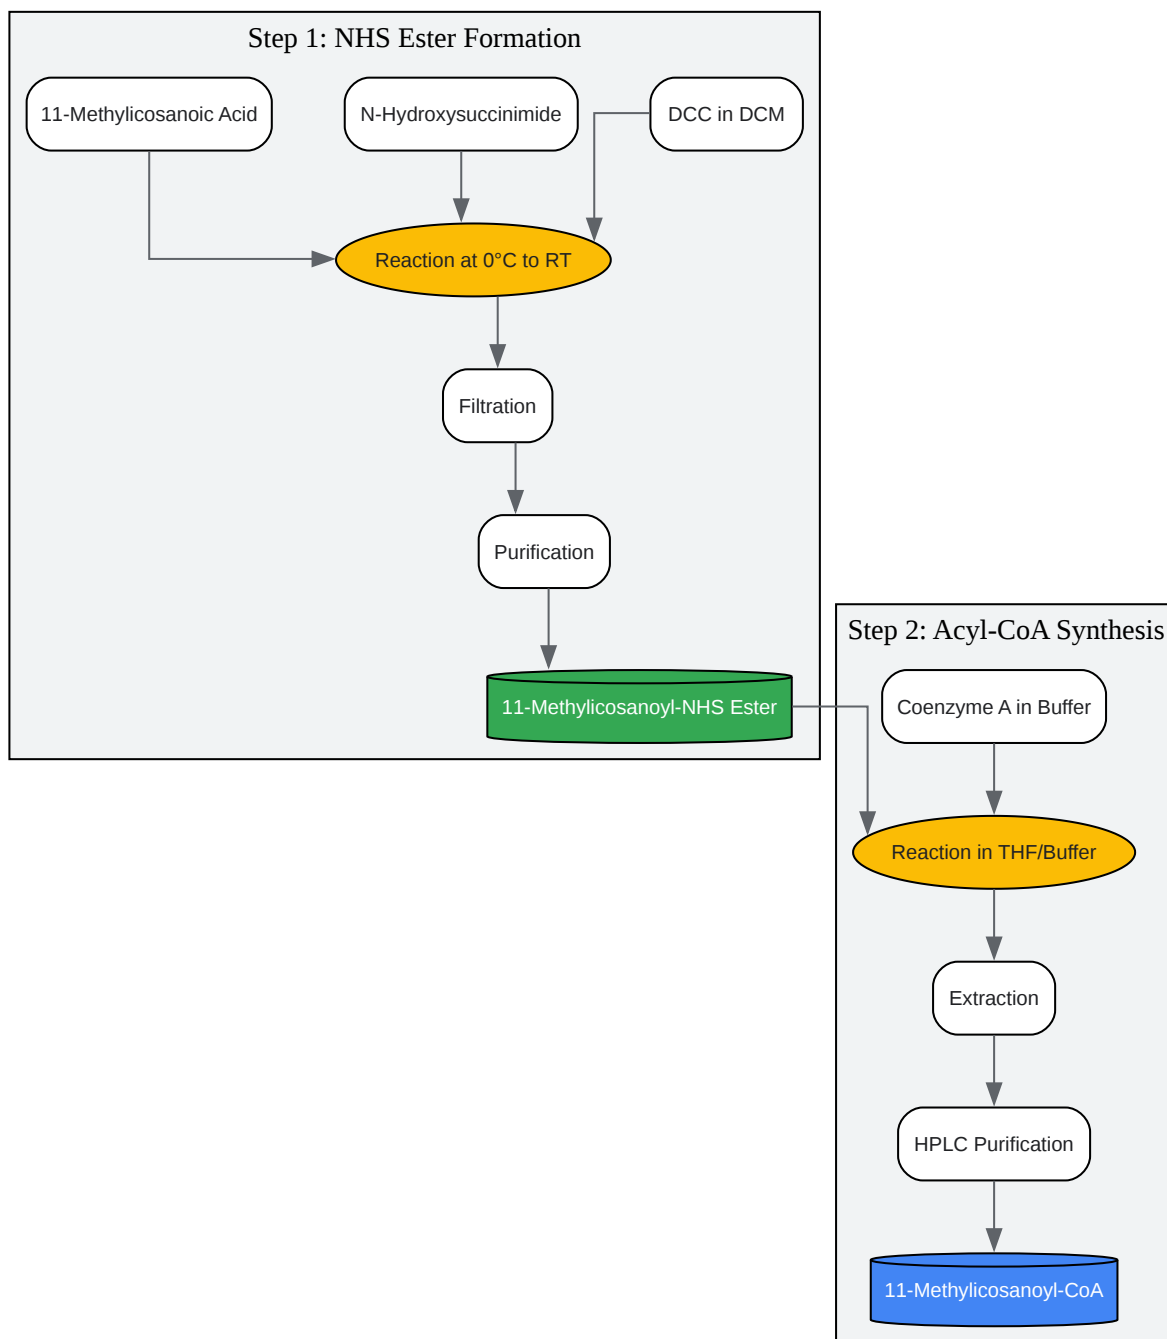 Step 1: NHS Ester Formation
11-Methylicosanoic Acid
N-Hydroxysuccinimide
DCC in DCM
Reaction at 0°C to RT
Filtration
Purification
11-Methylicosanoyl-NHS Ester
Step 2: Acyl-CoA Synthesis
Coenzyme A in Buffer
Reaction in THF/Buffer
Extraction
HPLC Purification
11-Methylicosanoyl-CoA